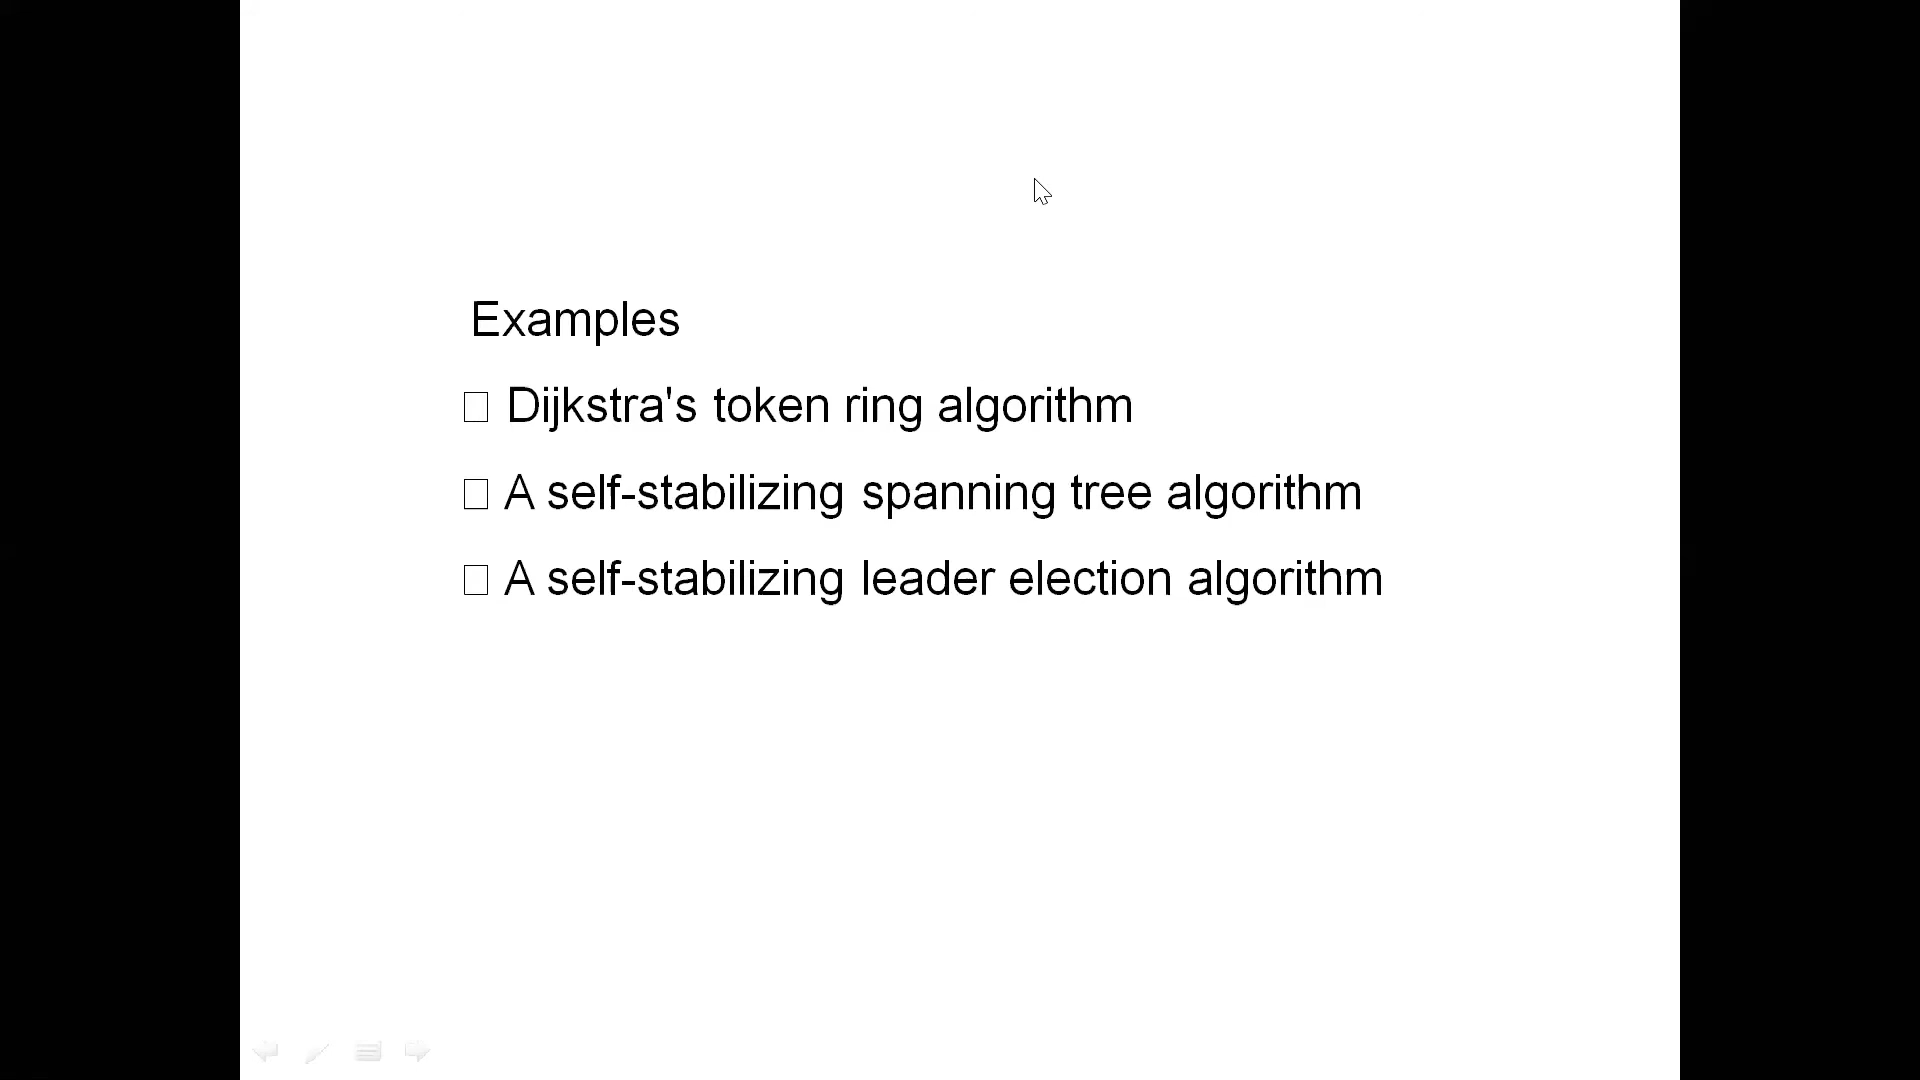 Examples
□ Dijkstra's token ring algorithm
□ A self-stabilizing spanning tree algorithm
□ A self-stabilizing leader election algorithm